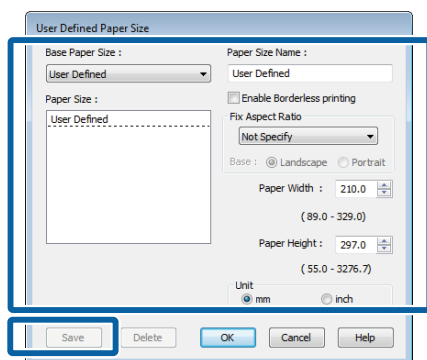 User Defined Paper Size
Base Paper Size :
User Defined
Paper Size :
User Defined
Paper Size Name :
User Defined
Enable Borderless printing
Fix Aspect Ratio
Not Specify
Base : Landscape Portrait
Paper Width : 210.0
( 89.0 - 329.0)
Paper Height : 297.0
( 55.0 - 3276.7)
Unit
mm inch
Save Delete OK Cancel Help